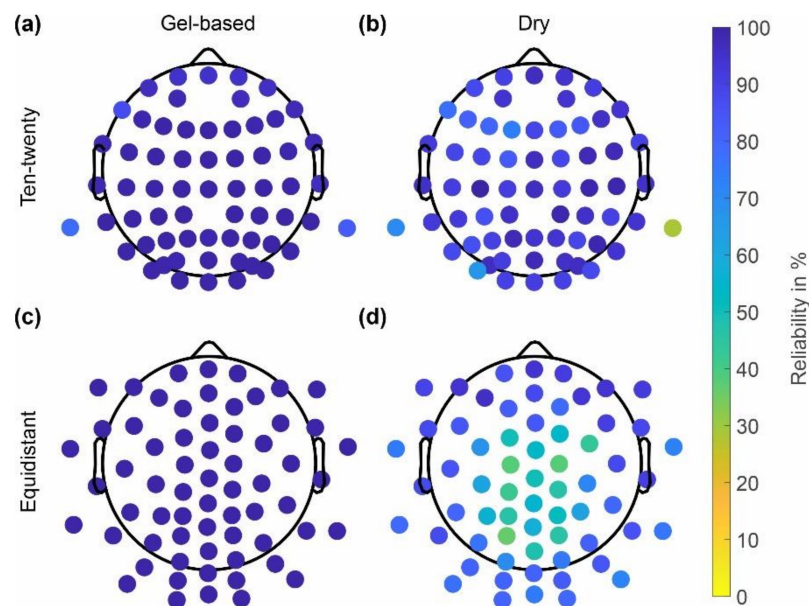 (a) Gel-based (b) Dry
Ten-twenty
(c) (d)
Equidistant
100
90
80
70
60
50
40
30
20
10
0
Reliability in %